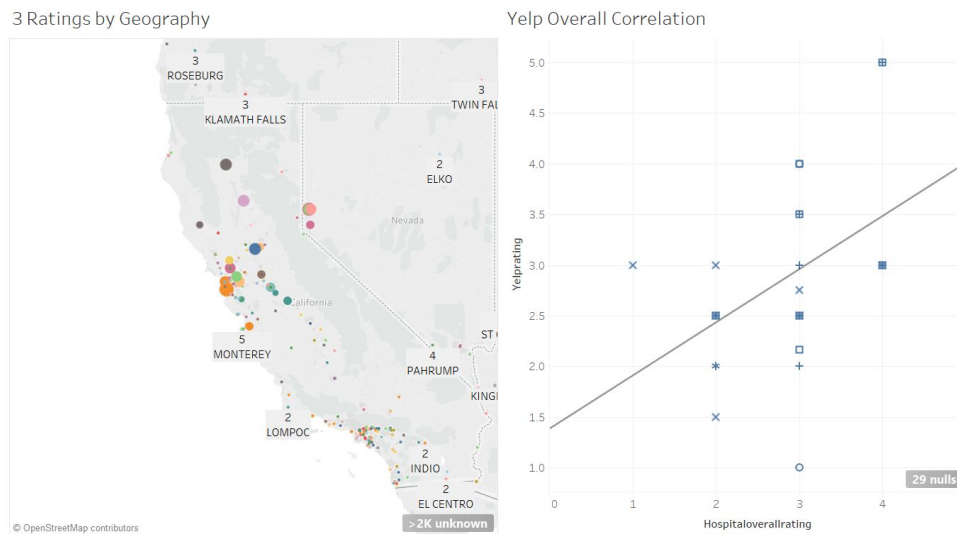 3 Ratings by Geography
3
ROSEBURG
3
KLAMATH FALLS
3
TWIN FAL
2
ELKO
Nevada
California
5
MONTEREY
ST
4
PAHRUMP
KING
2
LOMPOC
2
INDIO
2
EL CENTRO
© OpenStreetMap contributors
>2K unknown
Yelp Overall Correlation
5.0
4.5
4.0
3.5
3.0
2.5
2.0
1.5
1.0
Yelprating
0 1 2 3 4
Hospitaloverallrating
29 nulls